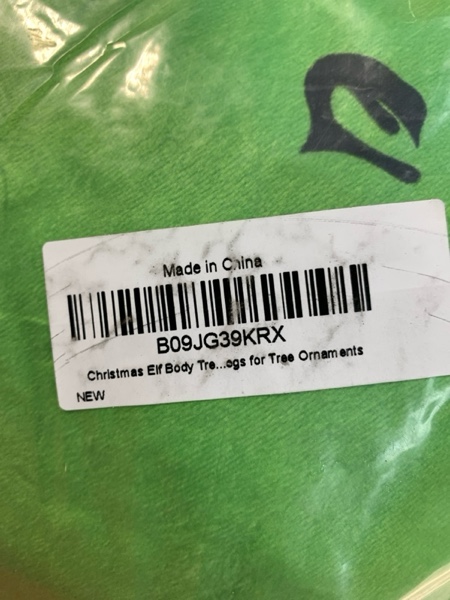 Made in China
B09JG39KRX
Christmas Elf Body Tre...egs for Tree Ornaments
NEW